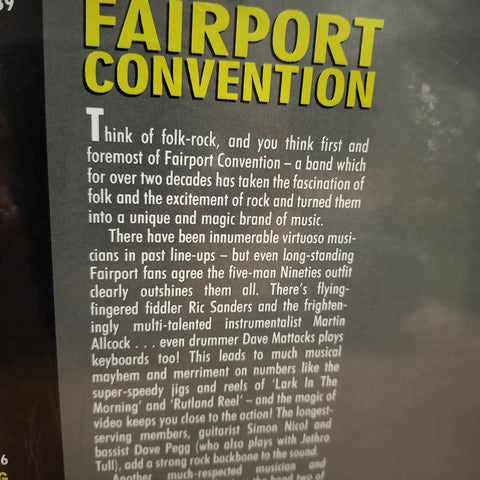 39
FAIRPORT
CONVENTION
Think of folk-rock, and you think first and
foremost of Fairport Convention – a band which
for over two decades has taken the fascination of
folk and the excitement of rock and turned them
into a unique and magic brand of music.
There have been innumerable virtuoso musi-
cians in past line-ups – but even long-standing
Fairport fans agree the five-man Nineties outfit
clearly outshines them all. There's flying-
fingered fiddler Ric Sanders and the frighten-
ingly multi-talented instrumentalist Martin
Allcock . . . even drummer Dave Mattacks plays
keyboards too! This leads to much musical
mayhem and merriment on numbers like the
super-speedy jigs and reels of 'Lark In The
Morning' and 'Rutland Reel' – and the magic of
video keeps you close to the action! The longest-
serving members, guitarist Simon Nicol and
bassist Dave Pegg (who also plays with Jethro
Tull), add a strong rock backbone to the sound.
Another much-respected musician and
the band two of
6
G